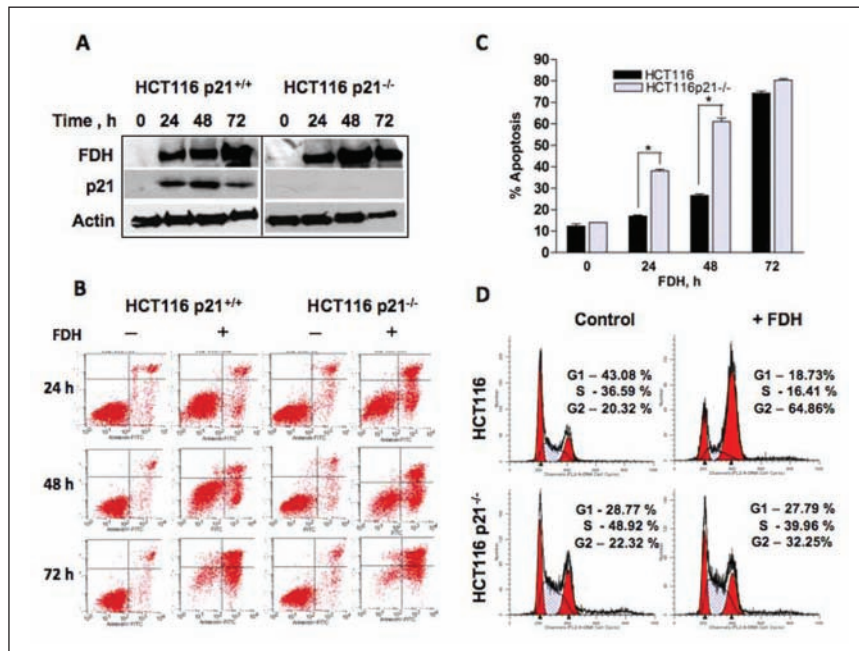 A
HCT116 p21+/+ HCT116 p21-/-
Time , h 0 24 48 72 0 24 48 72
FDH
p21
Actin
B
HCT116 p21+/+ HCT116 p21-/-
FDH – + – +
24 h
48 h
72 h
C
HCT116
HCT116p21-/-
% Apoptosis
90
80
70
60
50
40
30
20
10
0
* *
0 24 48 72
FDH, h
D
Control + FDH
HCT116
G1 – 43.08 %
S - 36.59 %
G2 – 20.32 %
G1 – 18.73%
S – 16.41 %
G2 – 64.86%
HCT116 p21-/-
G1 - 28.77 %
S - 48.92 %
G2 – 22.32 %
G1 – 27.79 %
S - 39.96 %
G2 – 32.25%